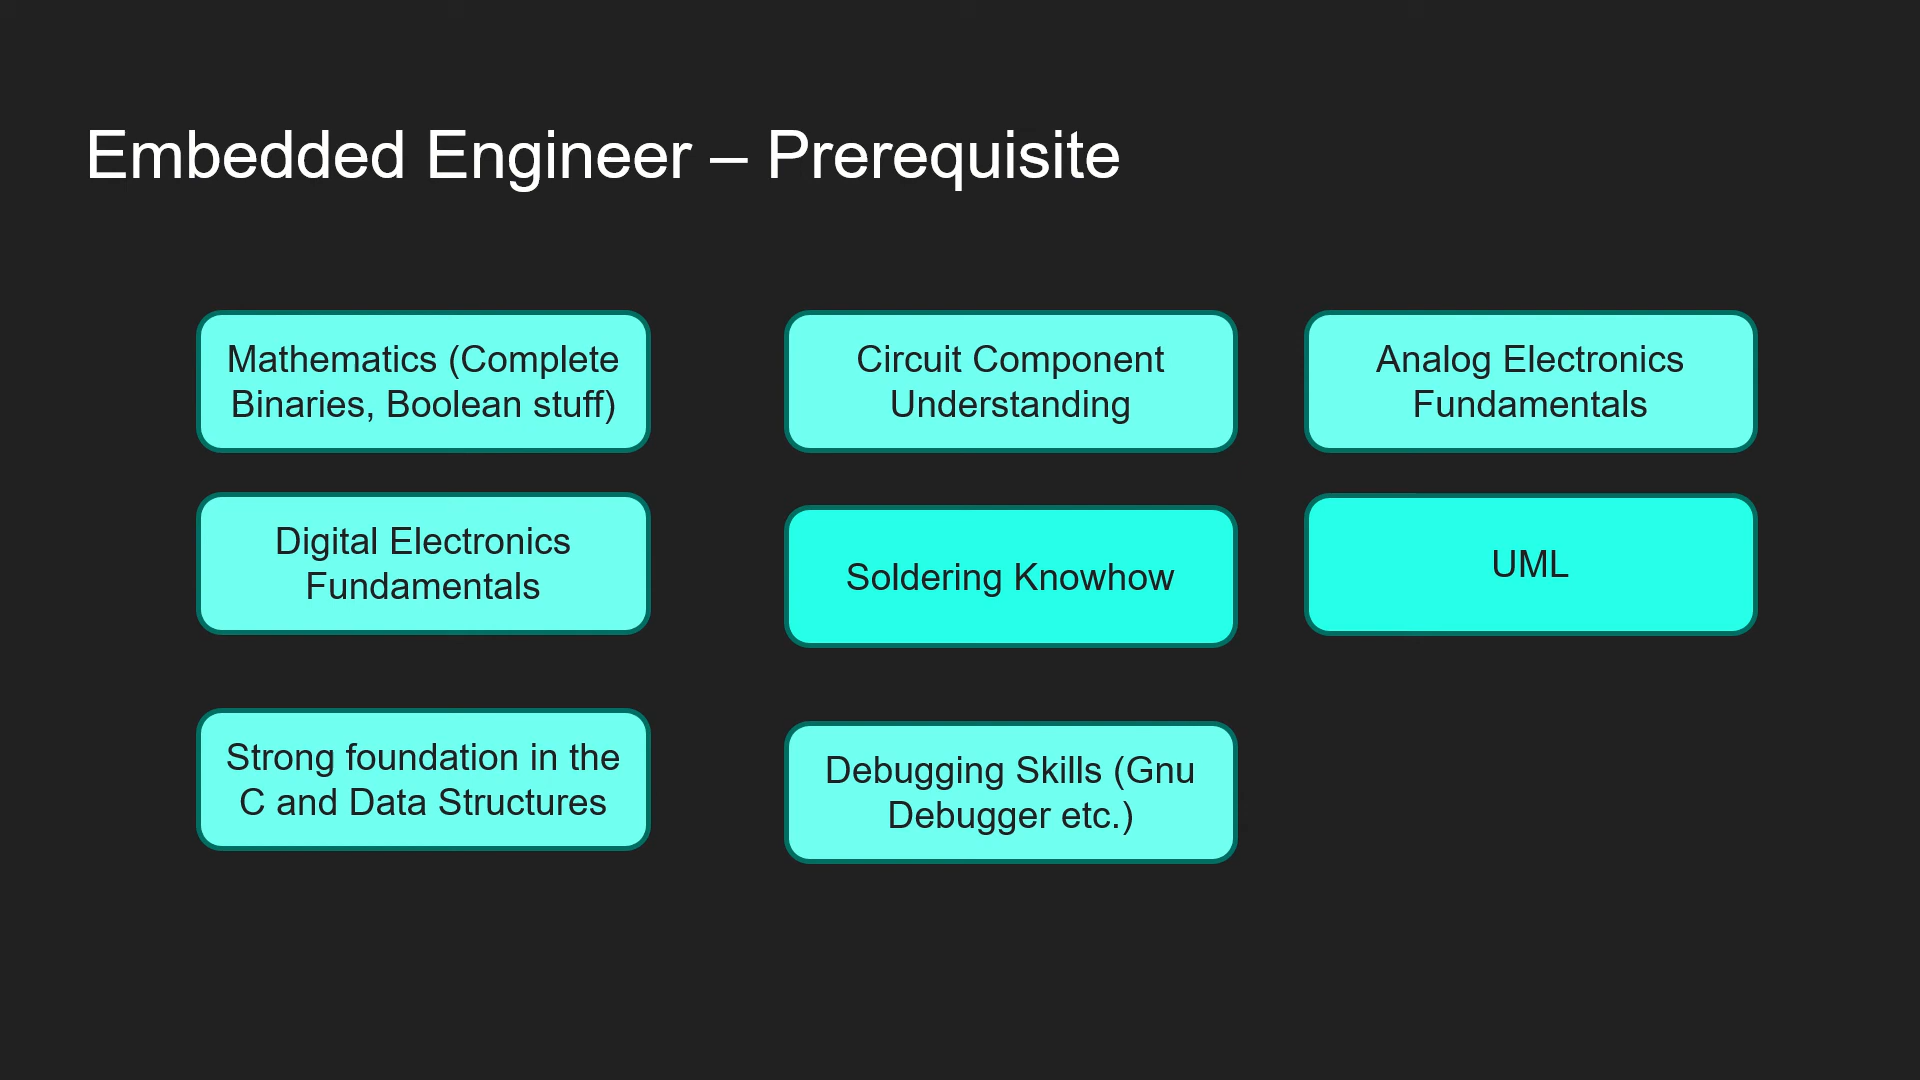 Embedded Engineer – Prerequisite
Mathematics (Complete
Binaries, Boolean stuff)
Circuit Component
Understanding
Analog Electronics
Fundamentals
Digital Electronics
Fundamentals
Soldering Knowhow
UML
Strong foundation in the
C and Data Structures
Debugging Skills (Gnu
Debugger etc.)